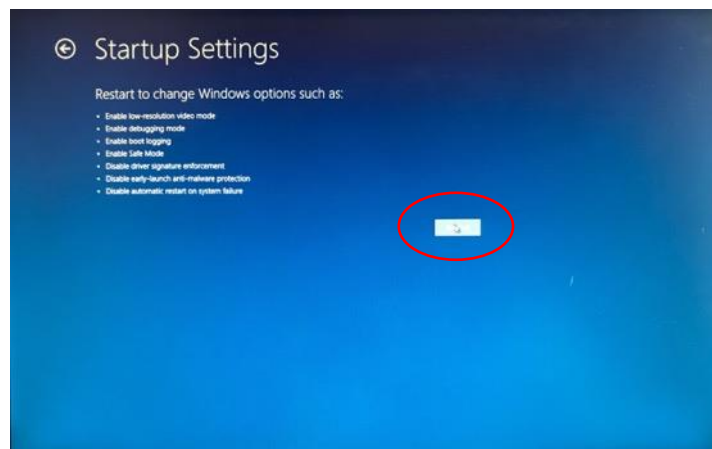 Startup Settings
Restart to change Windows options such as:
• Enable low-resolution video mode
• Enable debugging mode
• Enable boot logging
• Enable Safe Mode
• Disable driver signature enforcement
• Disable early-launch anti-malware protection
• Disable automatic restart on system failure